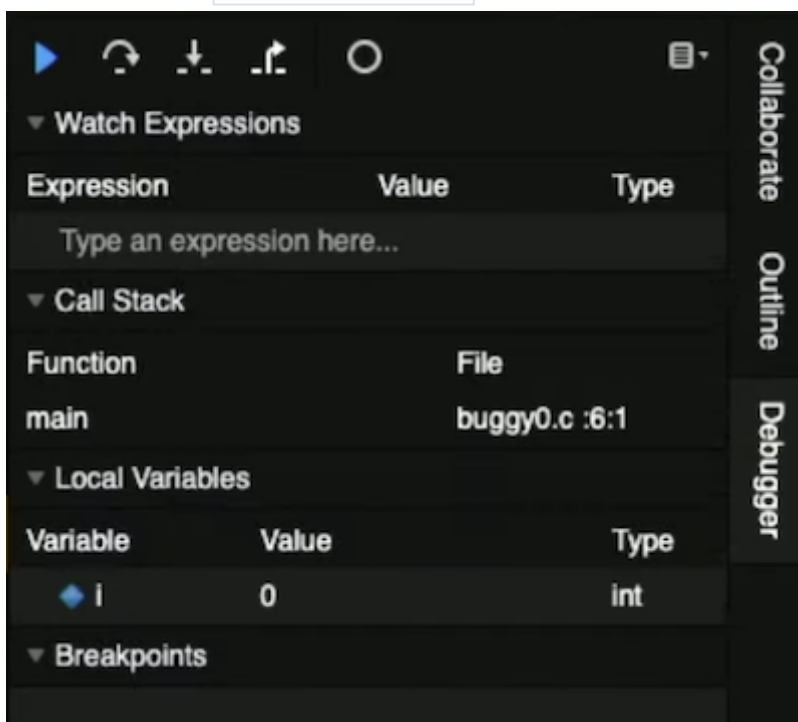 Watch Expressions
Expression Value Type
Type an expression here...
Call Stack
Function File
main buggy0.c :6:1
Local Variables
Variable Value Type
i 0 int
Breakpoints
Collaborate
Outline
Debugger